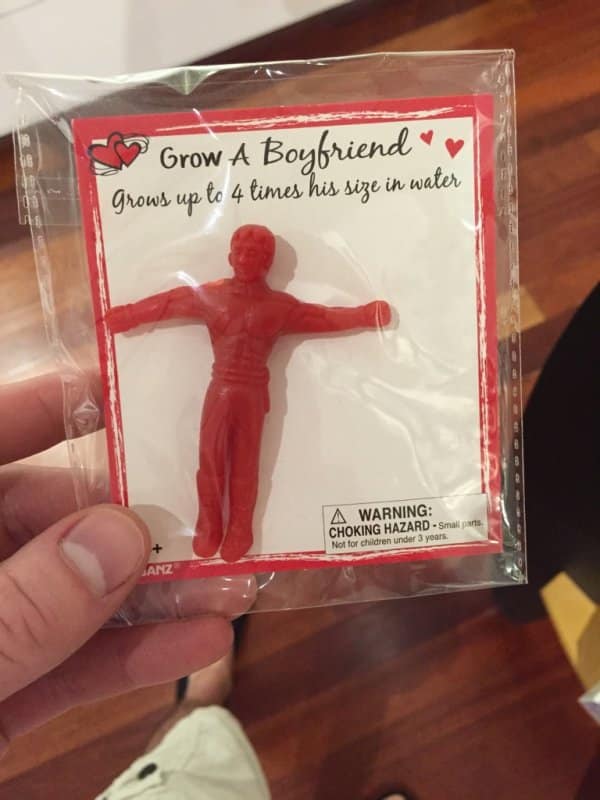 Grow A Boyfriend
Grows up to 4 times his size in water
WARNING:
CHOKING HAZARD - Small parts.
Not for children under 3 years.
+
ANZ